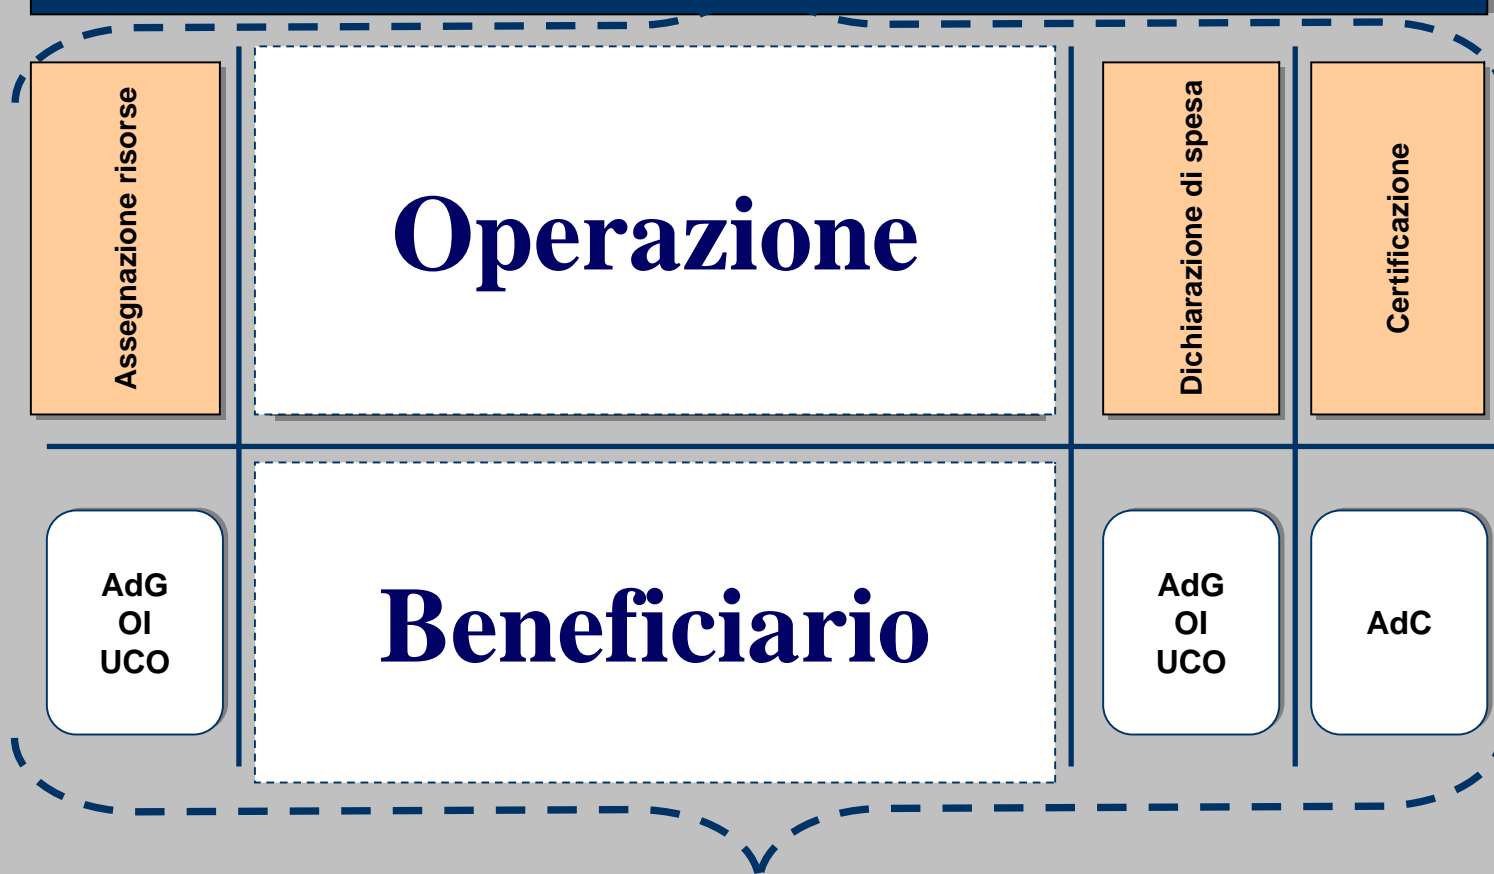 Assegnazione risorse
Operazione
Dichiarazione di spesa
Certificazione
AdG
OI
UCO
Beneficiario
AdG
OI
UCO
AdC